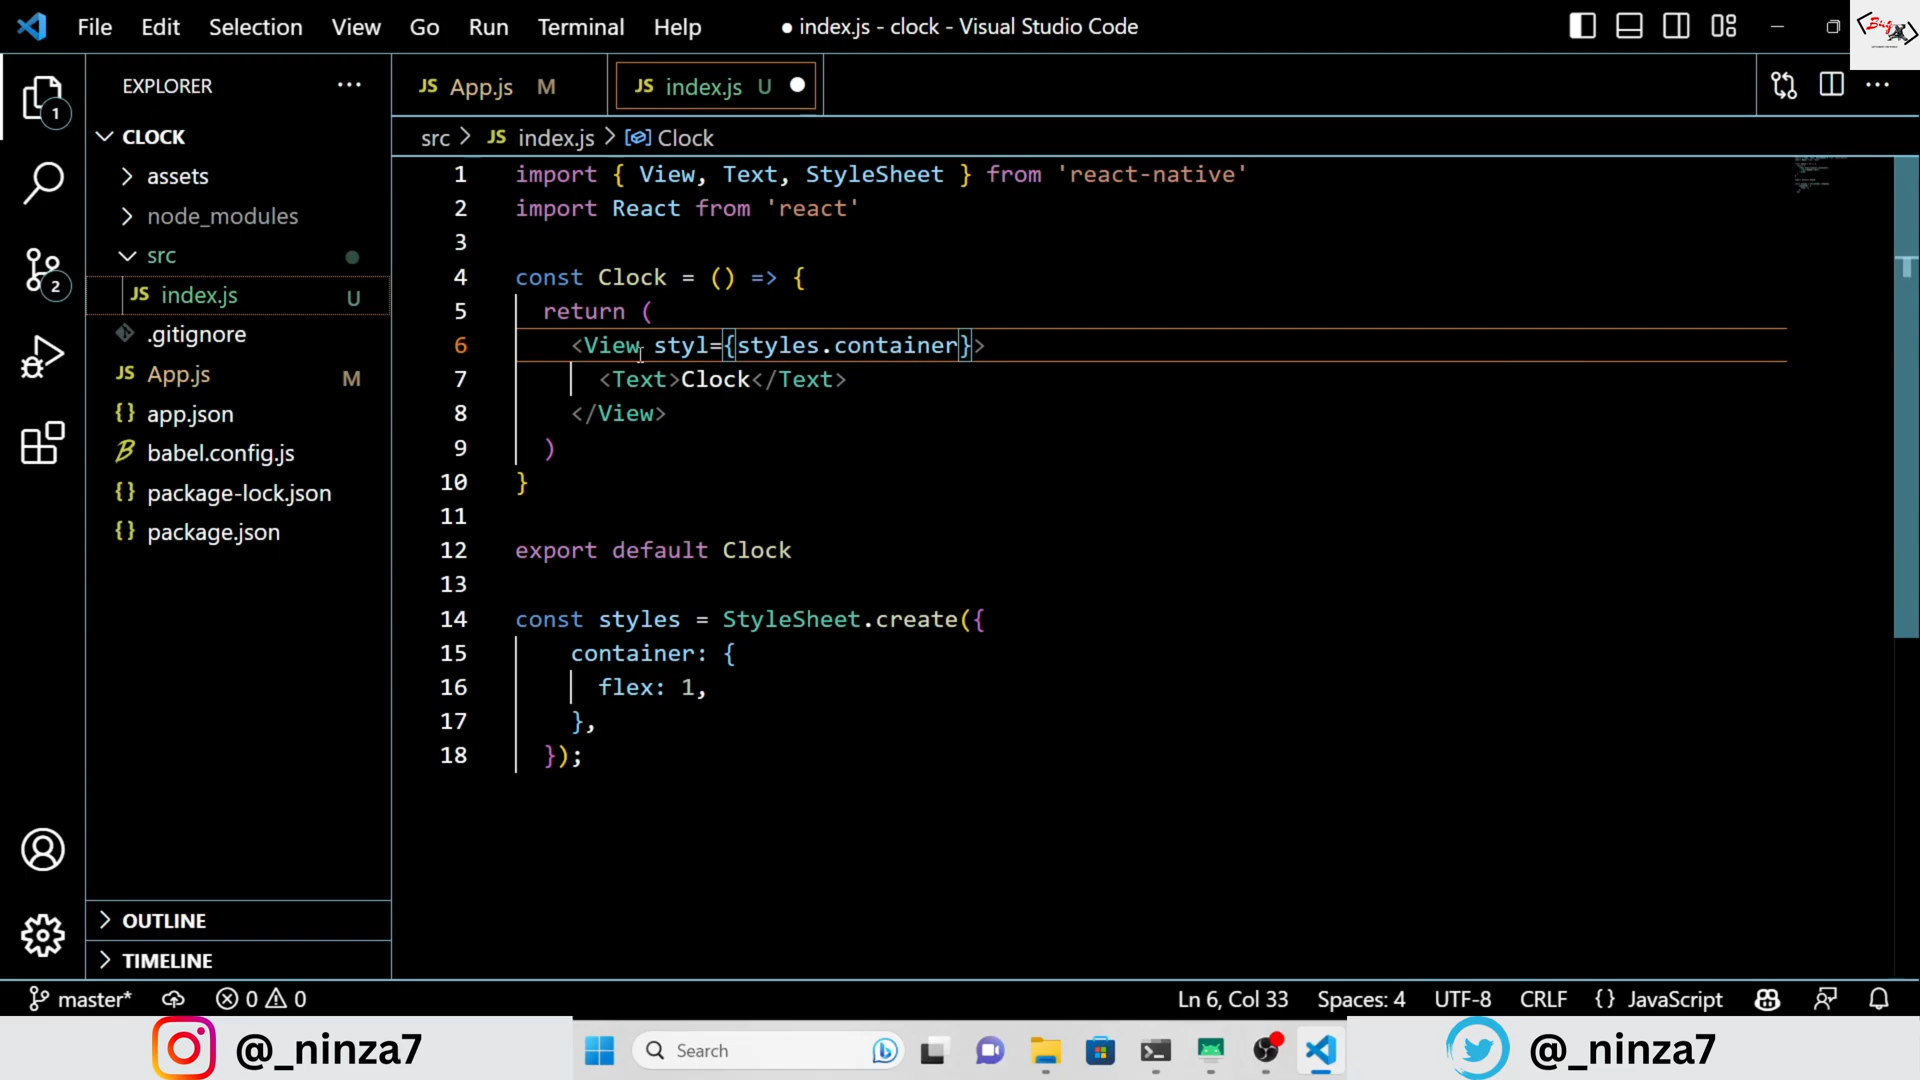 File Edit Selection View Go Run Terminal Help ● index.js - clock - Visual Studio Code
EXPLORER ...
JS App.js M
JS index.js U
src > JS index.js > Clock
CLOCK
assets
node_modules
src
JS index.js U
.gitignore
JS App.js M
{} app.json
babel.config.js
{} package-lock.json
{} package.json
OUTLINE
TIMELINE
1
2
1 import { View, Text, StyleSheet } from 'react-native'
2 import React from 'react'
3
4 const Clock = () => {
5 return (
6 <View styl={styles.container}>
7 <Text>Clock</Text>
8 </View>
9 )
10 }
11
12 export default Clock
13
14 const styles = StyleSheet.create({
15 container: {
16 flex: 1,
17 },
18 });
master* 0 0 Ln 6, Col 33 Spaces: 4 UTF-8 CRLF {} JavaScript
@_ninza7 Search @_ninza7